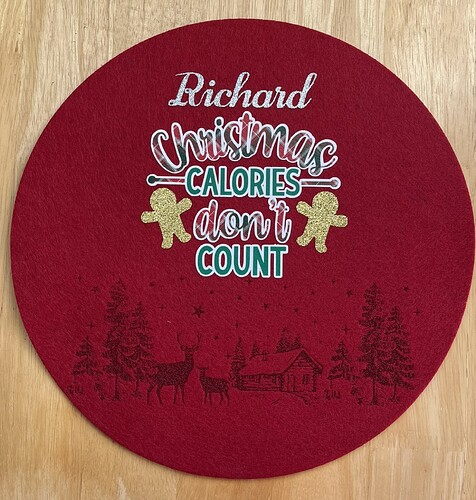 Richard
Christmas
CALORIES
don't
COUNT